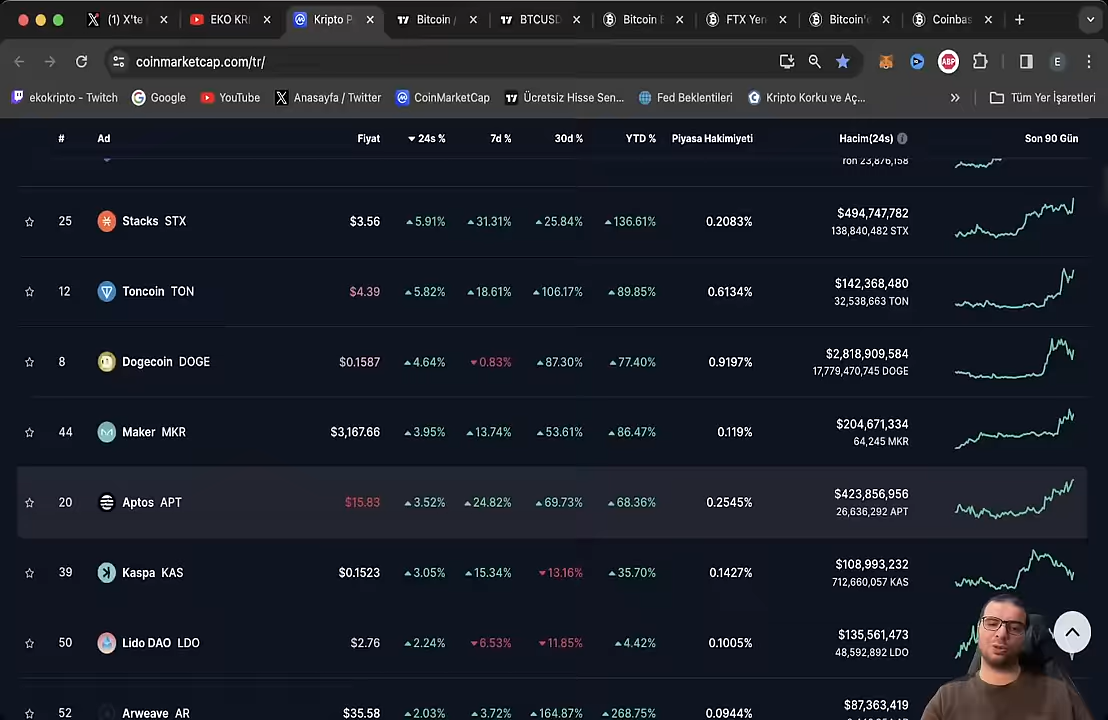 (1) X'te
EKO KRİ
Kripto P
Bitcoin /
BTCUSD
Bitcoin E
FTX Yen
Bitcoin'
Coinbas
coinmarketcap.com/tr/
ABP
E
ekokripto - Twitch
Google
YouTube
Anasayfa / Twitter
CoinMarketCap
Ücretsiz Hisse Sen...
Fed Beklentileri
Kripto Korku ve Aç...
Tüm Yer İşaretleri
# Ad Fiyat 24s % 7d % 30d % YTD % Piyasa Hakimiyeti Hacim(24s) Son 90 Gün
25 Stacks STX $3.56 5.91% 31.31% 25.84% 136.61% 0.2083% $494,747,782
138,840,482 STX
12 Toncoin TON $4.39 5.82% 18.61% 106.17% 89.85% 0.6134% $142,368,480
32,538,663 TON
8 Dogecoin DOGE $0.1587 4.64% 0.83% 87.30% 77.40% 0.9197% $2,818,909,584
17,779,470,745 DOGE
44 Maker MKR $3,167.66 3.95% 13.74% 53.61% 86.47% 0.119% $204,671,334
64,245 MKR
20 Aptos APT $15.83 3.52% 24.82% 69.73% 68.36% 0.2545% $423,856,956
26,636,292 APT
39 Kaspa KAS $0.1523 3.05% 15.34% 13.16% 35.70% 0.1427% $108,993,232
712,660,057 KAS
50 Lido DAO LDO $2.76 2.24% 6.53% 11.85% 4.42% 0.1005% $135,561,473
48,592,892 LDO
52 Arweave AR $35.58 2.03% 3.72% 164.87% 268.75% 0.0944% $87,363,419